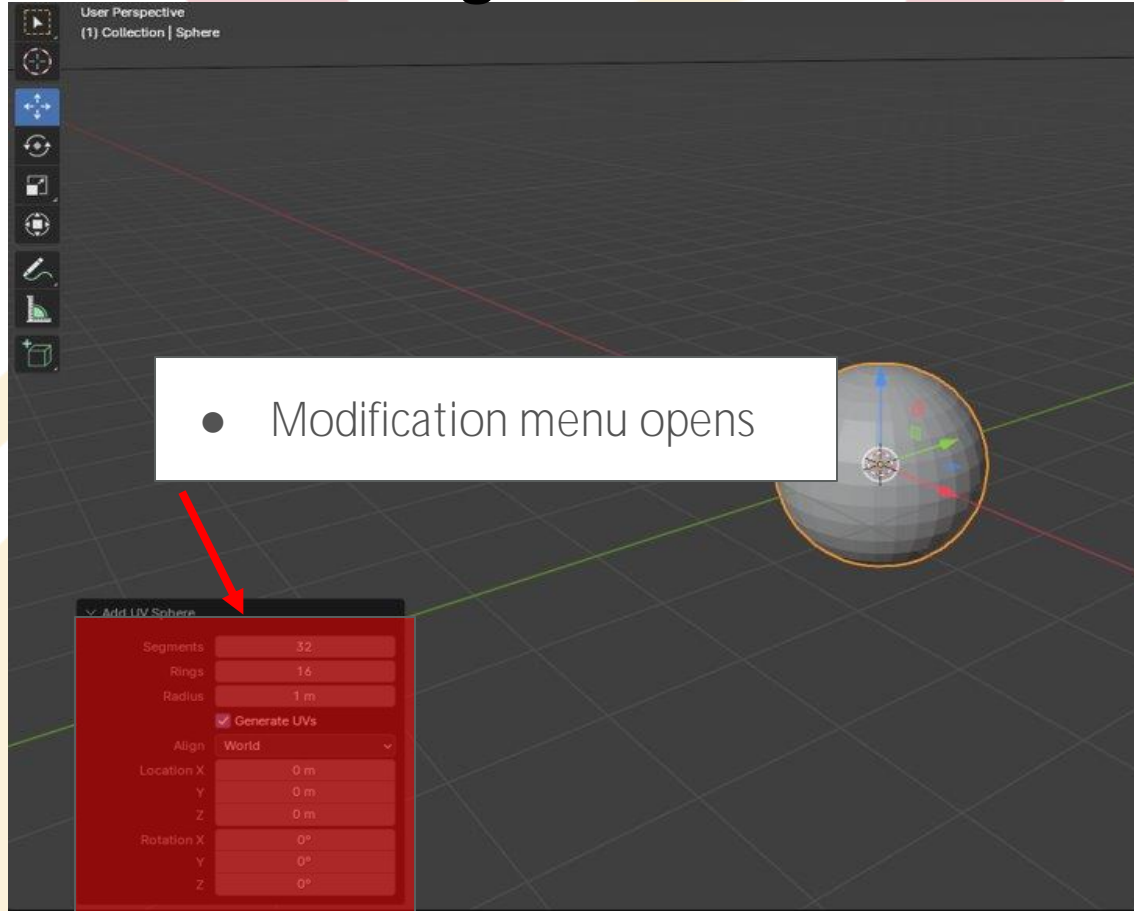 User Perspective
(1) Collection | Sphere
● Modification menu opens
Add UV Sphere
Segments 32
Rings 16
Radius 1 m
Generate UVs
Align World
Location X 0 m
Y 0 m
Z 0 m
Rotation X 0°
Y 0°
Z 0°